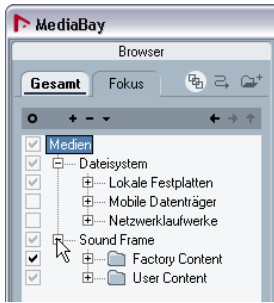 MediaBay
Browser
Gesamt Fokus
Medien
Dateisystem
Lokale Festplatten
Mobile Datenträger
Netzwerklaufwerke
Sound Frame
Factory Content
User Content